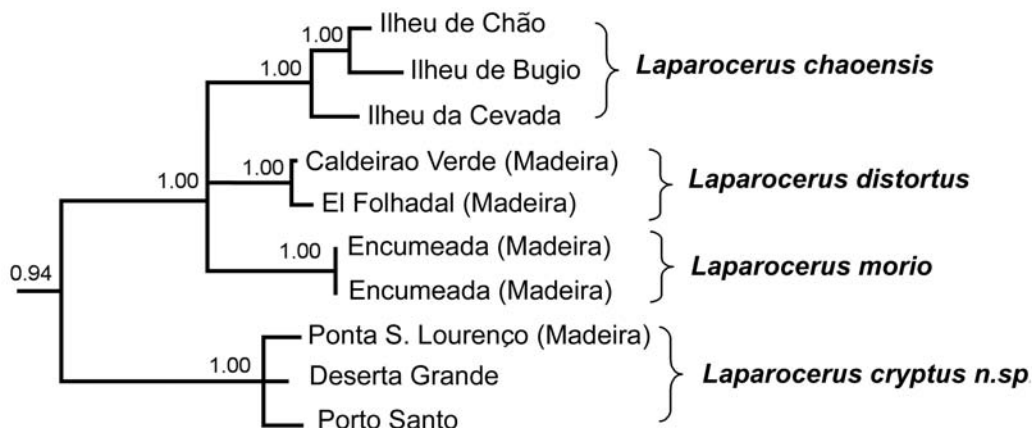 1.00
Ilheu de Chão
1.00
Ilheu de Bugio
Laparocerus chaoensis
Ilheu da Cevada
1.00
1.00
Caldeirao Verde (Madeira)
Laparocerus distortus
El Folhadal (Madeira)
1.00
Encumeada (Madeira)
Laparocerus morio
Encumeada (Madeira)
0.94
Ponta S. Lourenço (Madeira)
1.00
Deserta Grande
Laparocerus cryptus n.sp.
Porto Santo